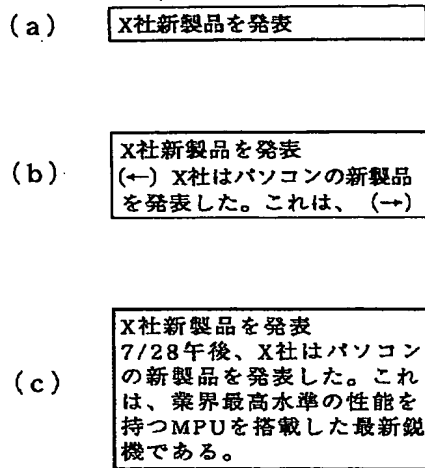 (a)
X社新製品を発表
(b)
X社新製品を発表
(←) X社はパソコンの新製品
を発表した。これは、 (→)
(c)
X社新製品を発表
7/28午後、X社はパソコン
の新製品を発表した。これ
は、業界最高水準の性能を
持つMPUを搭載した最新鋭
機である。